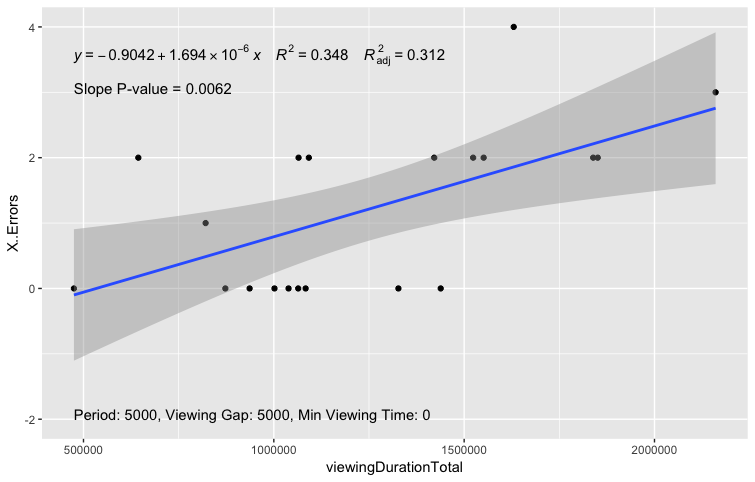 4
y = − 0.9042 + 1.694 × 10⁻⁶ x   R² = 0.348   R²adj = 0.312
Slope P-value = 0.0062
2
X..Errors
0
Period: 5000, Viewing Gap: 5000, Min Viewing Time: 0
-2
500000 1000000 1500000 2000000
viewingDurationTotal